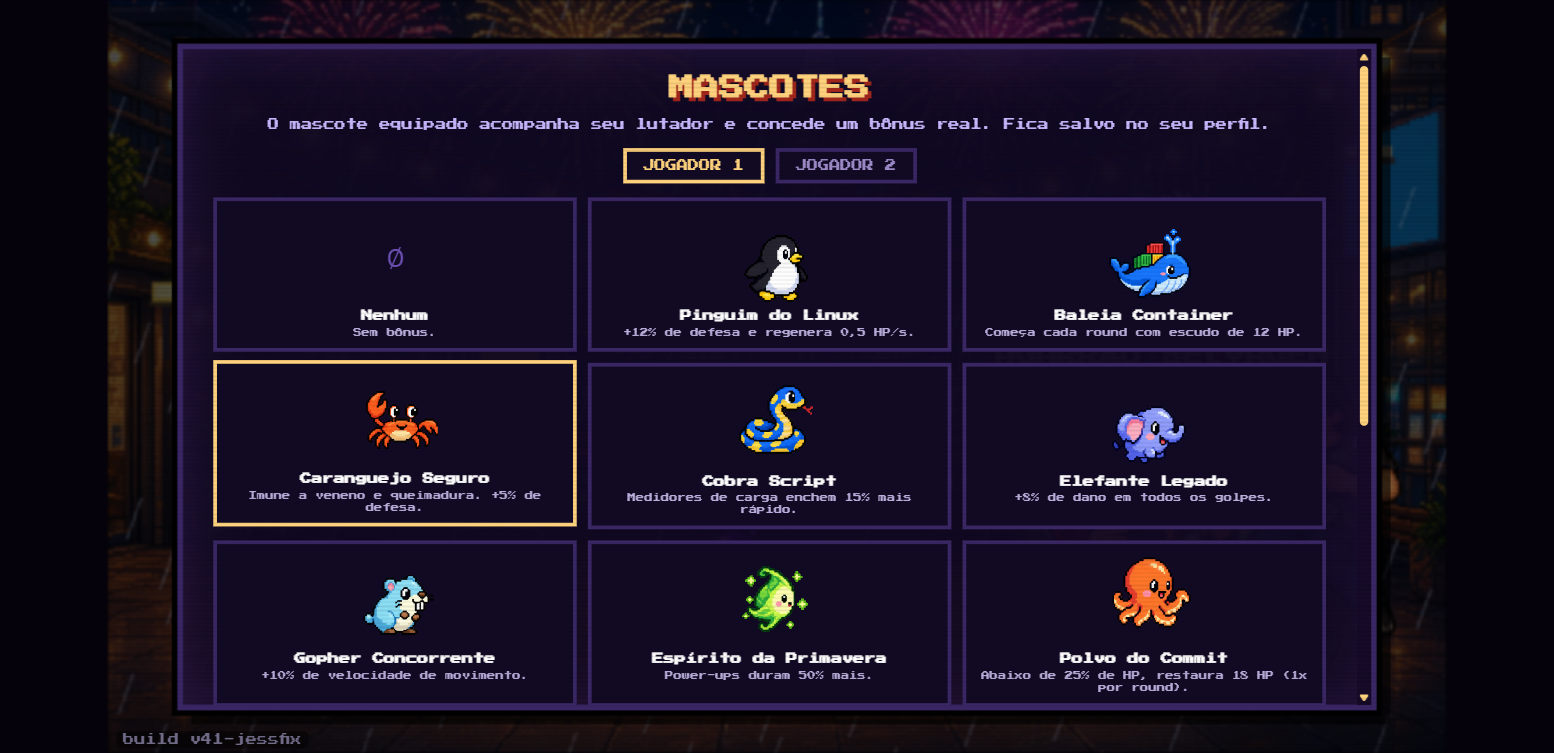 MASCOTES
O mascote equipado acompanha seu lutador e concede um bônus real. Fica salvo no seu perfil.
JOGADOR 1
JOGADOR 2
Ø
Nenhum
Sem bônus.
Pinguim do Linux
+12% de defesa e regenera 0,5 HP/s.
Baleia Container
Começa cada round com escudo de 12 HP.
Caranguejo Seguro
Imune a veneno e queimadura. +5% de
defesa.
Cobra Script
Medidores de carga enchem 15% mais
rápido.
Elefante Legado
+8% de dano em todos os golpes.
Gopher Concorrente
+10% de velocidade de movimento.
Espírito da Primavera
Power-ups duram 50% mais.
Polvo do Commit
Abaixo de 25% de HP, restaura 18 HP (1x
por round).
build v41-jessfix